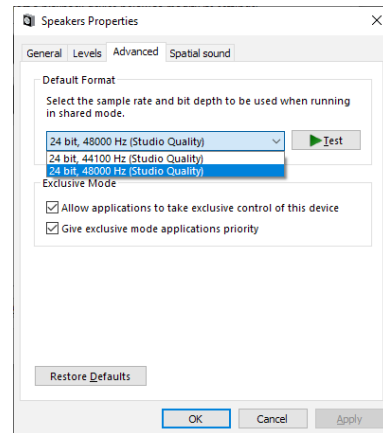 Speakers Properties
General Levels Advanced Spatial sound
Default Format
Select the sample rate and bit depth to be used when running
in shared mode.
24 bit, 48000 Hz (Studio Quality)
Test
24 bit, 44100 Hz (Studio Quality)
24 bit, 48000 Hz (Studio Quality)
Exclusive Mode
Allow applications to take exclusive control of this device
Give exclusive mode applications priority
Restore Defaults
OK Cancel Apply